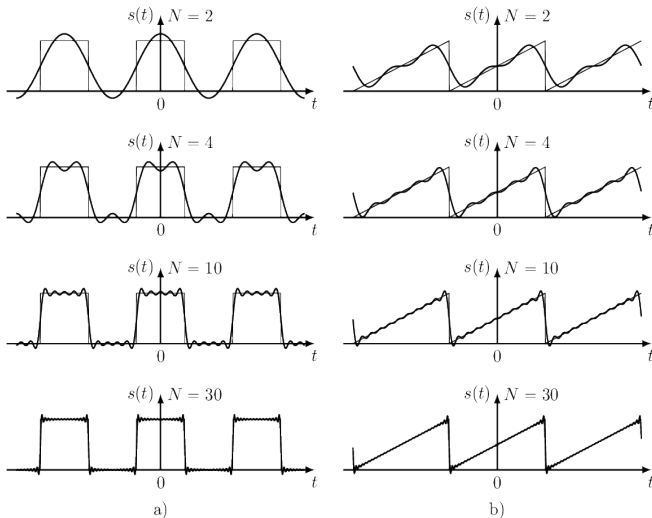 s(t) N = 2
t
0
s(t) N = 2
t
0
s(t) N = 4
t
0
s(t) N = 4
t
0
s(t) N = 10
t
0
s(t) N = 10
t
0
s(t) N = 30
t
0
s(t) N = 30
t
0
a)
b)